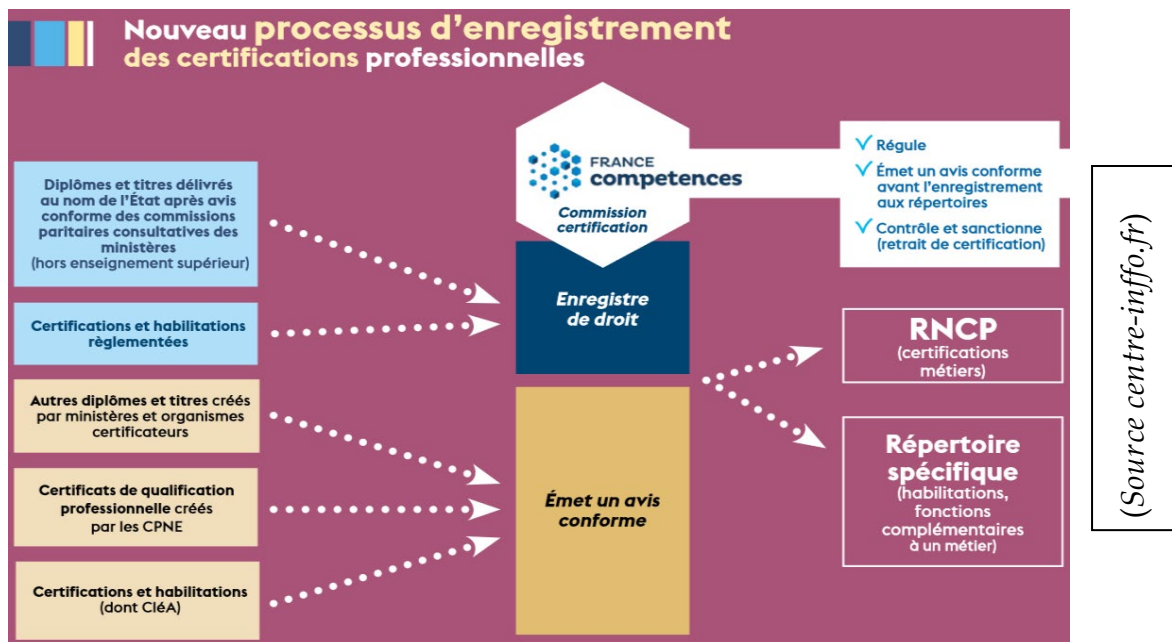 Nouveau processus d’enregistrement
des certifications professionnelles
Diplômes et titres délivrés
au nom de l’État après avis
conforme des commissions
paritaires consultatives des
ministères
(hors enseignement supérieur)
Certifications et habilitations
règlementées
Autres diplômes et titres créés
par ministères et organismes
certificateurs
Certificats de qualification
professionnelle créés
par les CPNE
Certifications et habilitations
(dont CléA)
FRANCE
competences
Commission
certification
Enregistre
de droit
Émet un avis
conforme
Régule
Émet un avis conforme
avant l’enregistrement
aux répertoires
Contrôle et sanctionne
(retrait de certification)
RNCP
(certifications
métiers)
Répertoire
spécifique
(habilitations,
fonctions
complémentaires
à un métier)
(Source centre-inffo.fr)